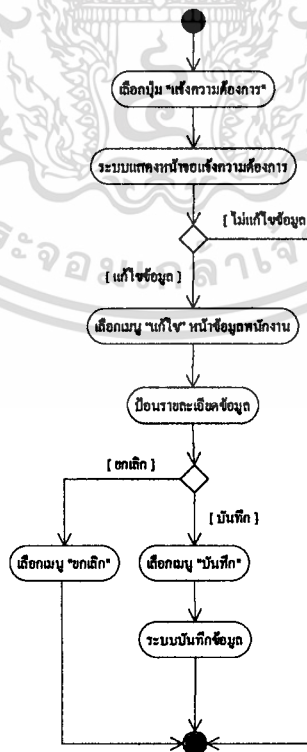 เลือกปุ่ม "แจ้งความต้องการ"
ระบบแสดงหน้าจอแจ้งความต้องการ
[ ไม่แก้ไขข้อมูล
[ แก้ไขข้อมูล ]
เลือกเมนู "แก้ไข" หน้าข้อมูลพนักงาน
ป้อนรายละเอียดข้อมูล
[ ยกเลิก ]
[ บันทึก ]
เลือกเมนู "ยกเลิก"
เลือกเมนู "บันทึก"
ระบบบันทึกข้อมูล